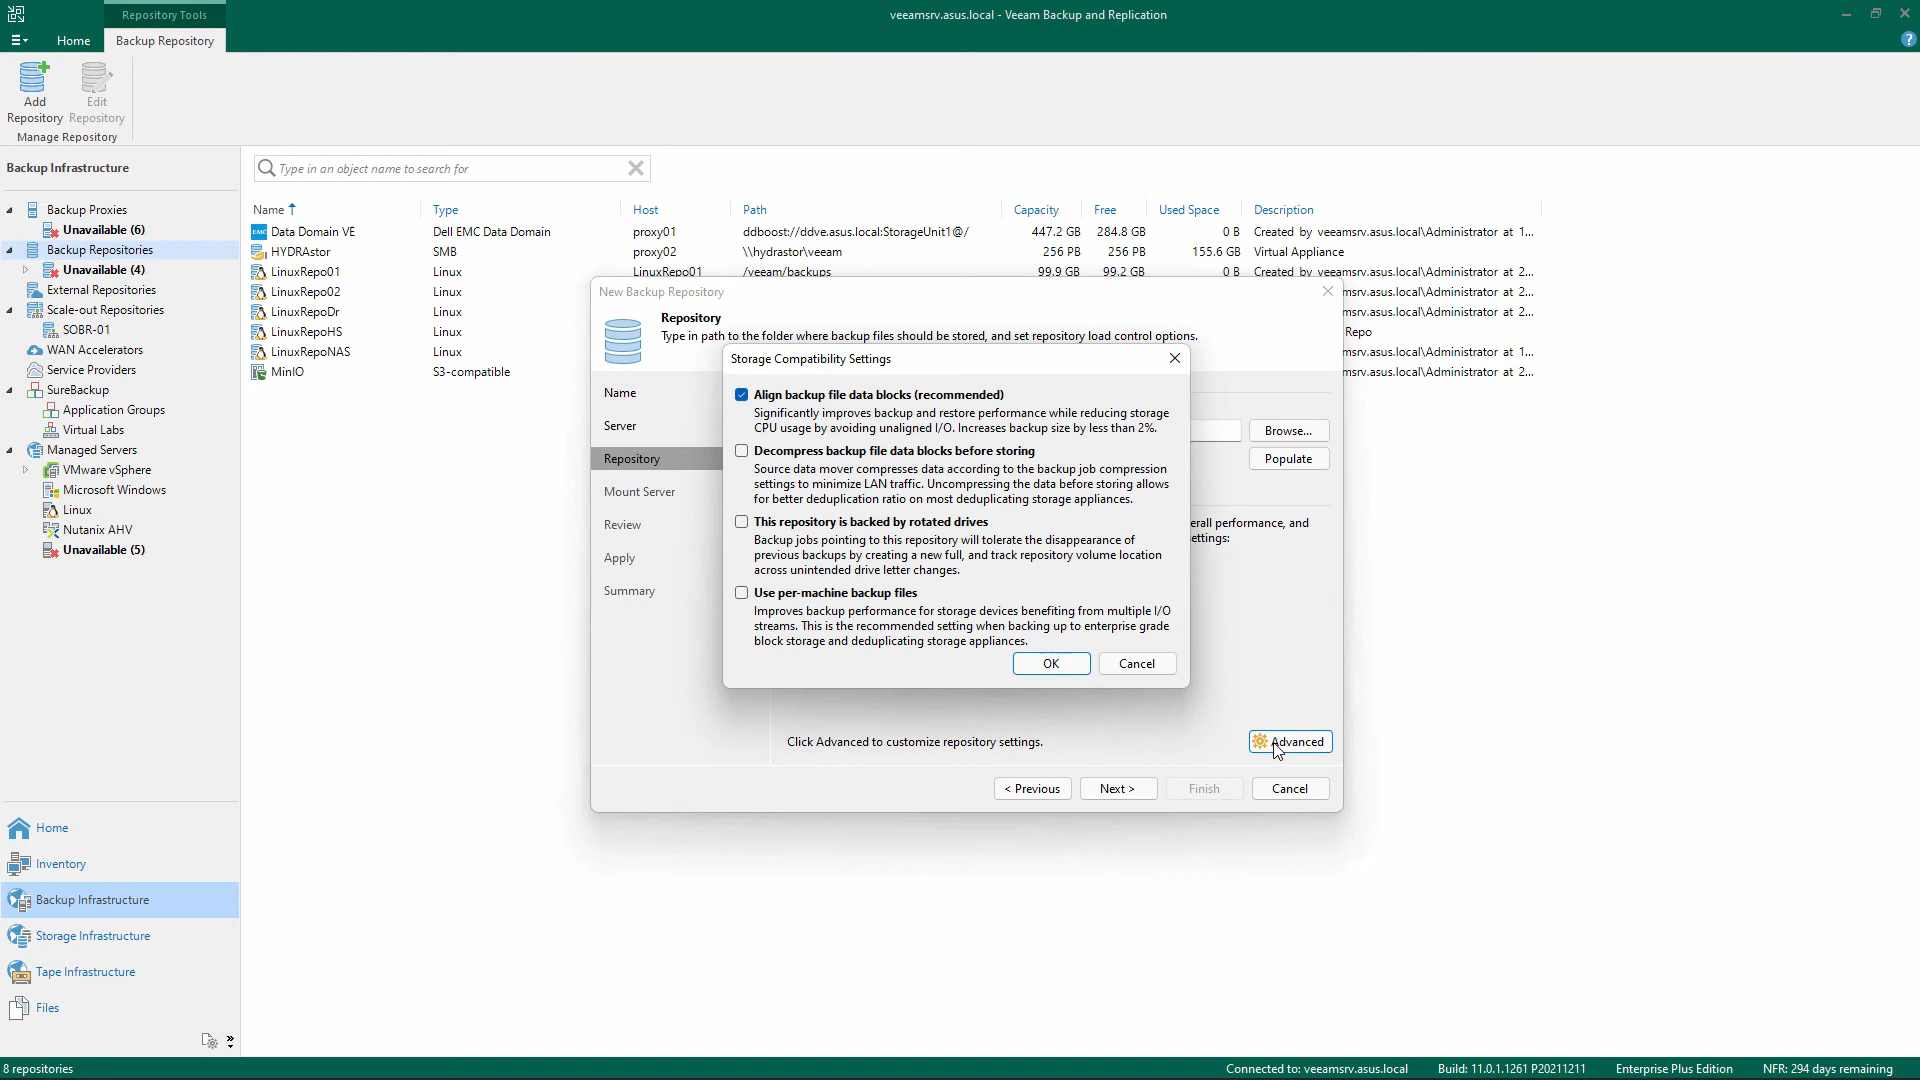 Repository Tools
veeamsrv.asus.local - Veeam Backup and Replication
Home
Backup Repository
Add Repository
Edit Repository
Manage Repository
Backup Infrastructure
Type in an object name to search for
Backup Proxies
Unavailable (6)
Backup Repositories
Unavailable (4)
External Repositories
Scale-out Repositories
SOBR-01
WAN Accelerators
Service Providers
SureBackup
Application Groups
Virtual Labs
Managed Servers
VMware vSphere
Microsoft Windows
Linux
Nutanix AHV
Unavailable (5)
Name Type Host Path Capacity Free Used Space Description
Data Domain VE Dell EMC Data Domain proxy01 ddboost://ddve.asus.local:StorageUnit1@/ 447.2 GB 284.8 GB 0 B Created by veeamsrv.asus.local\Administrator at 1...
HYDRAstor SMB proxy02 \\hydrastor\veeam 256 PB 256 PB 155.6 GB Virtual Appliance
LinuxRepo01 Linux LinuxRepo01 /veeam/backups 99.9 GB 99.2 GB 0 B Created by veeamsrv.asus.local\Administrator at 2...
LinuxRepo02 Linux msrv.asus.local\Administrator at 2...
LinuxRepoDr Linux msrv.asus.local\Administrator at 2...
LinuxRepoHS Linux Repo
LinuxRepoNAS Linux msrv.asus.local\Administrator at 1...
MinIO S3-compatible msrv.asus.local\Administrator at 2...
New Backup Repository
Repository
Type in path to the folder where backup files should be stored, and set repository load control options.
Name
Server
Repository
Mount Server
Review
Apply
Summary
Browse...
Populate
erall performance, and
ettings:
Storage Compatibility Settings
Align backup file data blocks (recommended)
Significantly improves backup and restore performance while reducing storage
CPU usage by avoiding unaligned I/O. Increases backup size by less than 2%.
Decompress backup file data blocks before storing
Source data mover compresses data according to the backup job compression
settings to minimize LAN traffic. Uncompressing the data before storing allows
for better deduplication ratio on most deduplicating storage appliances.
This repository is backed by rotated drives
Backup jobs pointing to this repository will tolerate the disappearance of
previous backups by creating a new full, and track repository volume location
across unintended drive letter changes.
Use per-machine backup files
Improves backup performance for storage devices benefiting from multiple I/O
streams. This is the recommended setting when backing up to enterprise grade
block storage and deduplicating storage appliances.
OK Cancel
Click Advanced to customize repository settings.
Advanced
< Previous Next > Finish Cancel
Home
Inventory
Backup Infrastructure
Storage Infrastructure
Tape Infrastructure
Files
8 repositories
Connected to: veeamsrv.asus.local Build: 11.0.1.1261 P20211211 Enterprise Plus Edition NFR: 294 days remaining